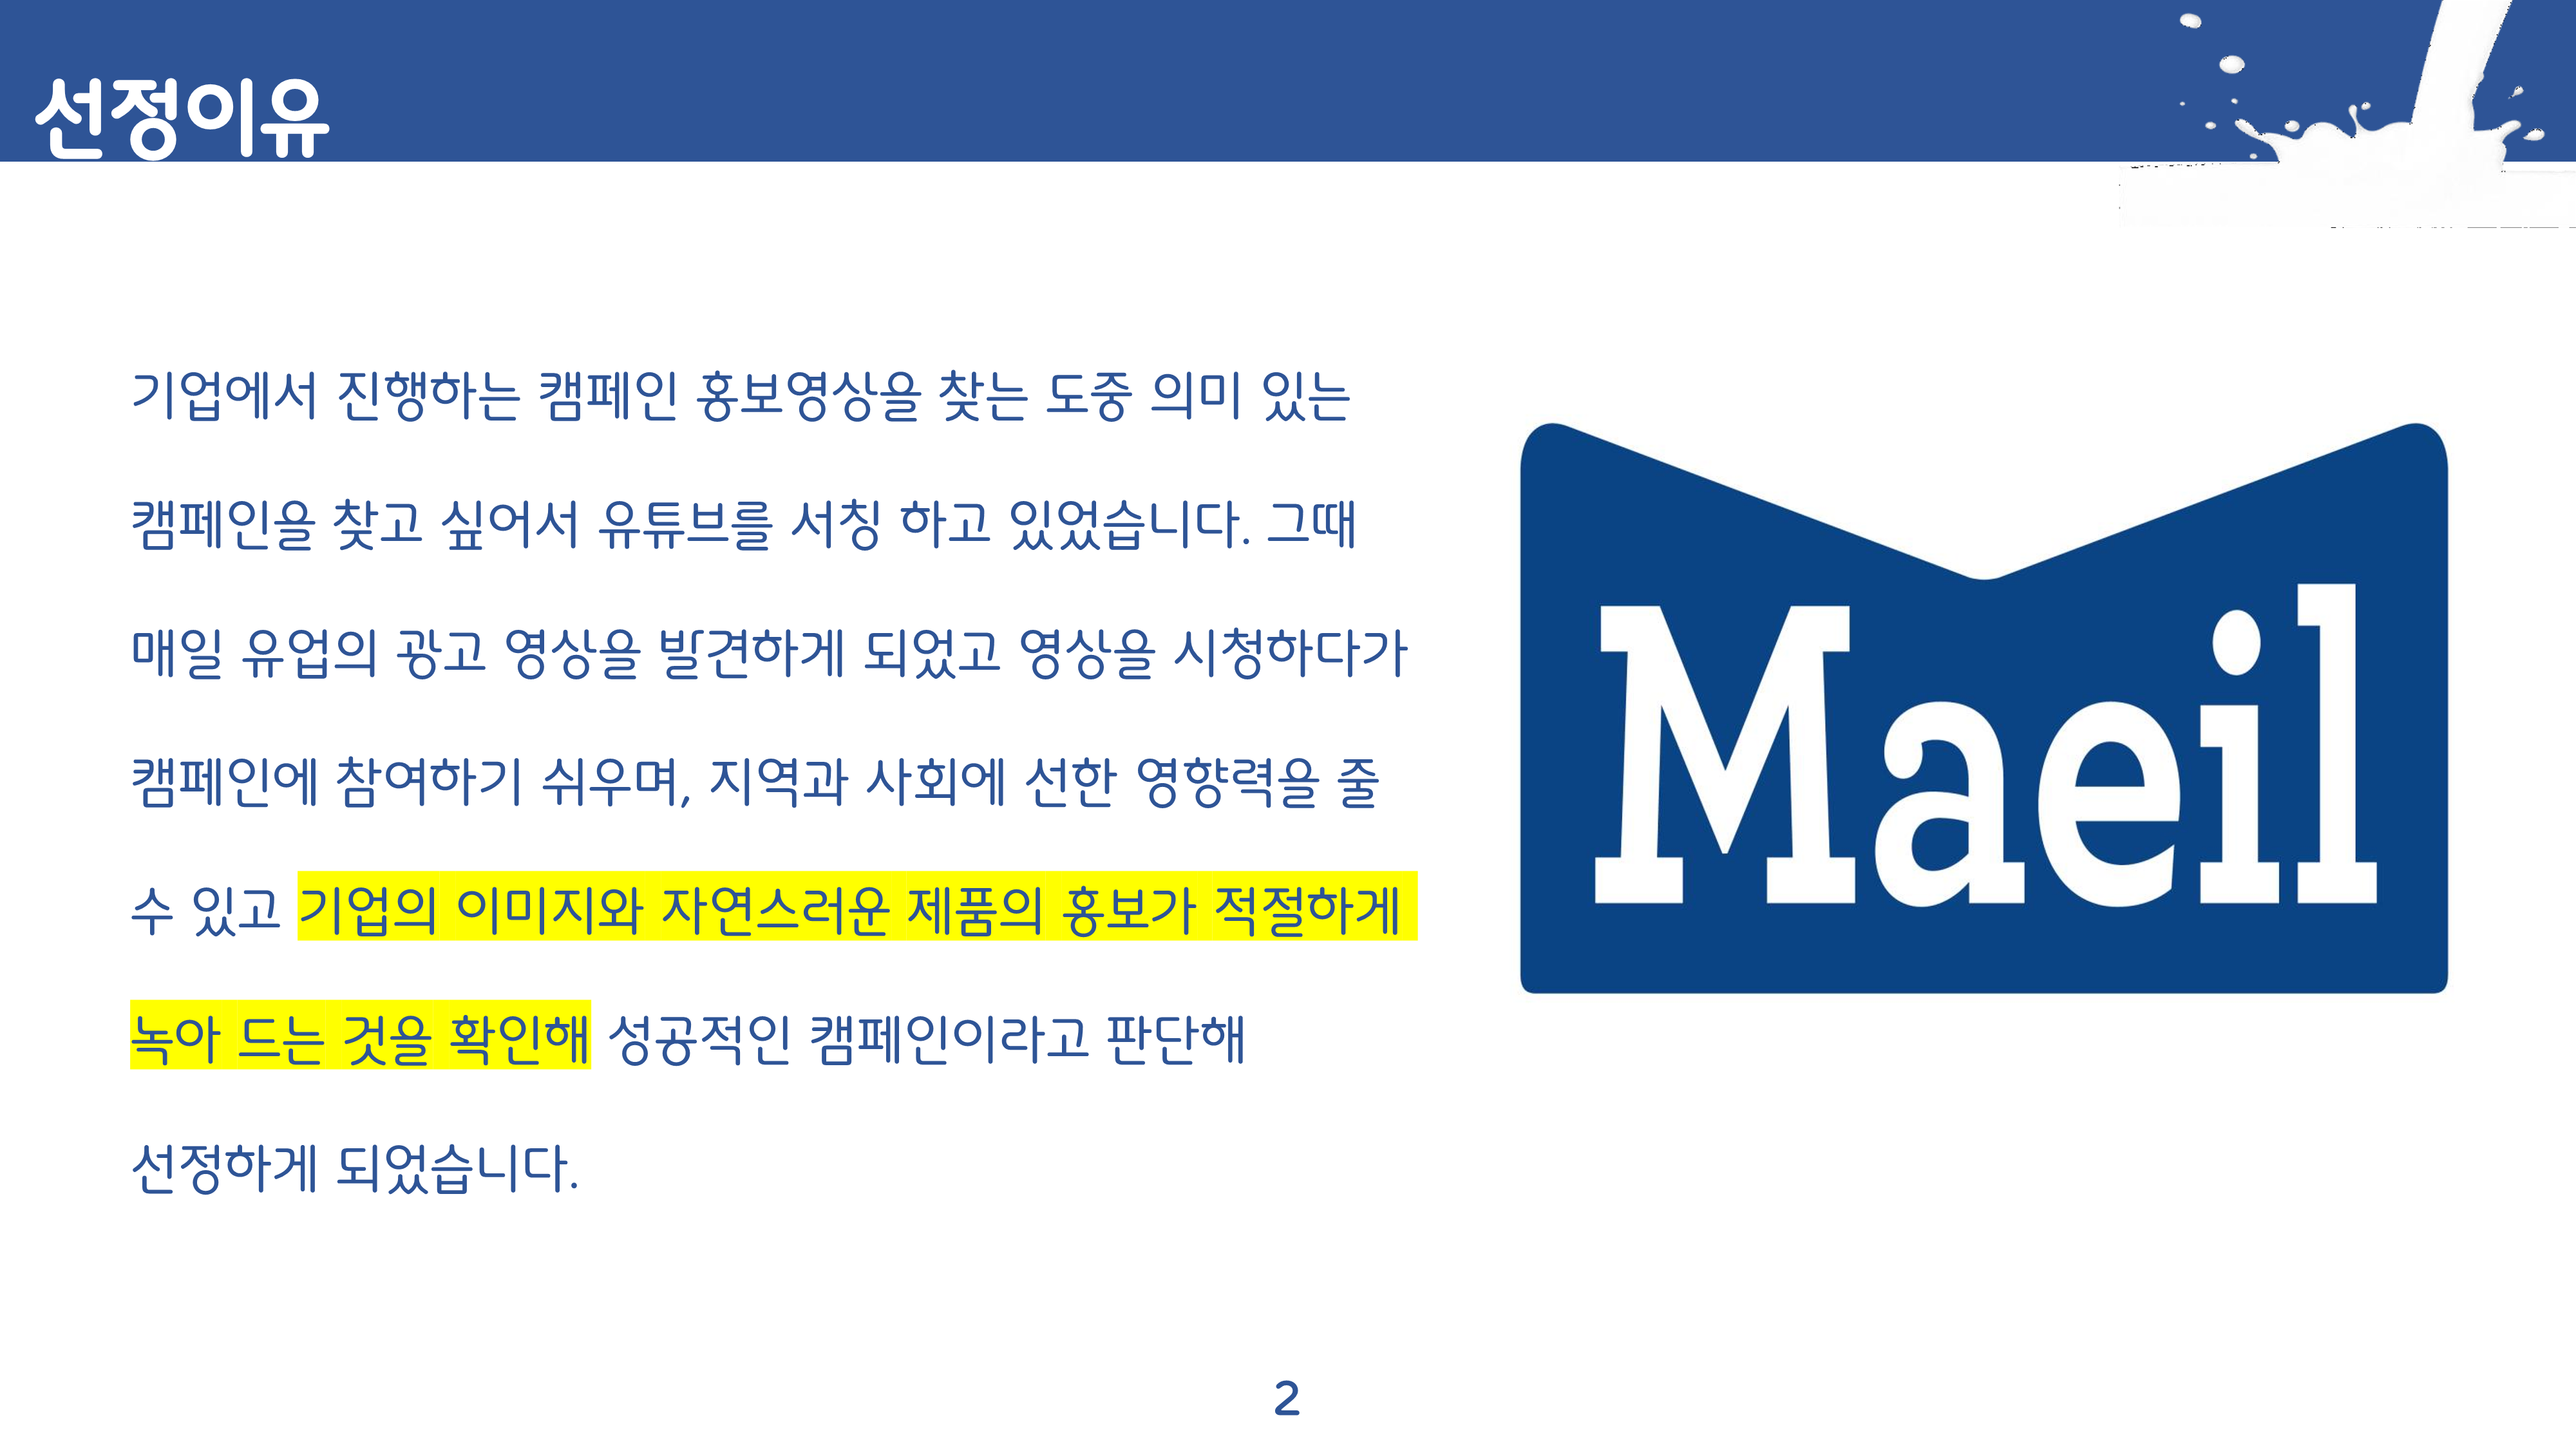 선정이유
기업에서 진행하는 캠페인 홍보영상을 찾는 도중 의미 있는
캠페인을 찾고 싶어서 유튜브를 서칭 하고 있었습니다. 그때
매일 유업의 광고 영상을 발견하게 되었고 영상을 시청하다가
캠페인에 참여하기 쉬우며, 지역과 사회에 선한 영향력을 줄
수 있고 기업의 이미지와 자연스러운 제품의 홍보가 적절하게
녹아 드는 것을 확인해 성공적인 캠페인이라고 판단해
선정하게 되었습니다.
Maeil
2